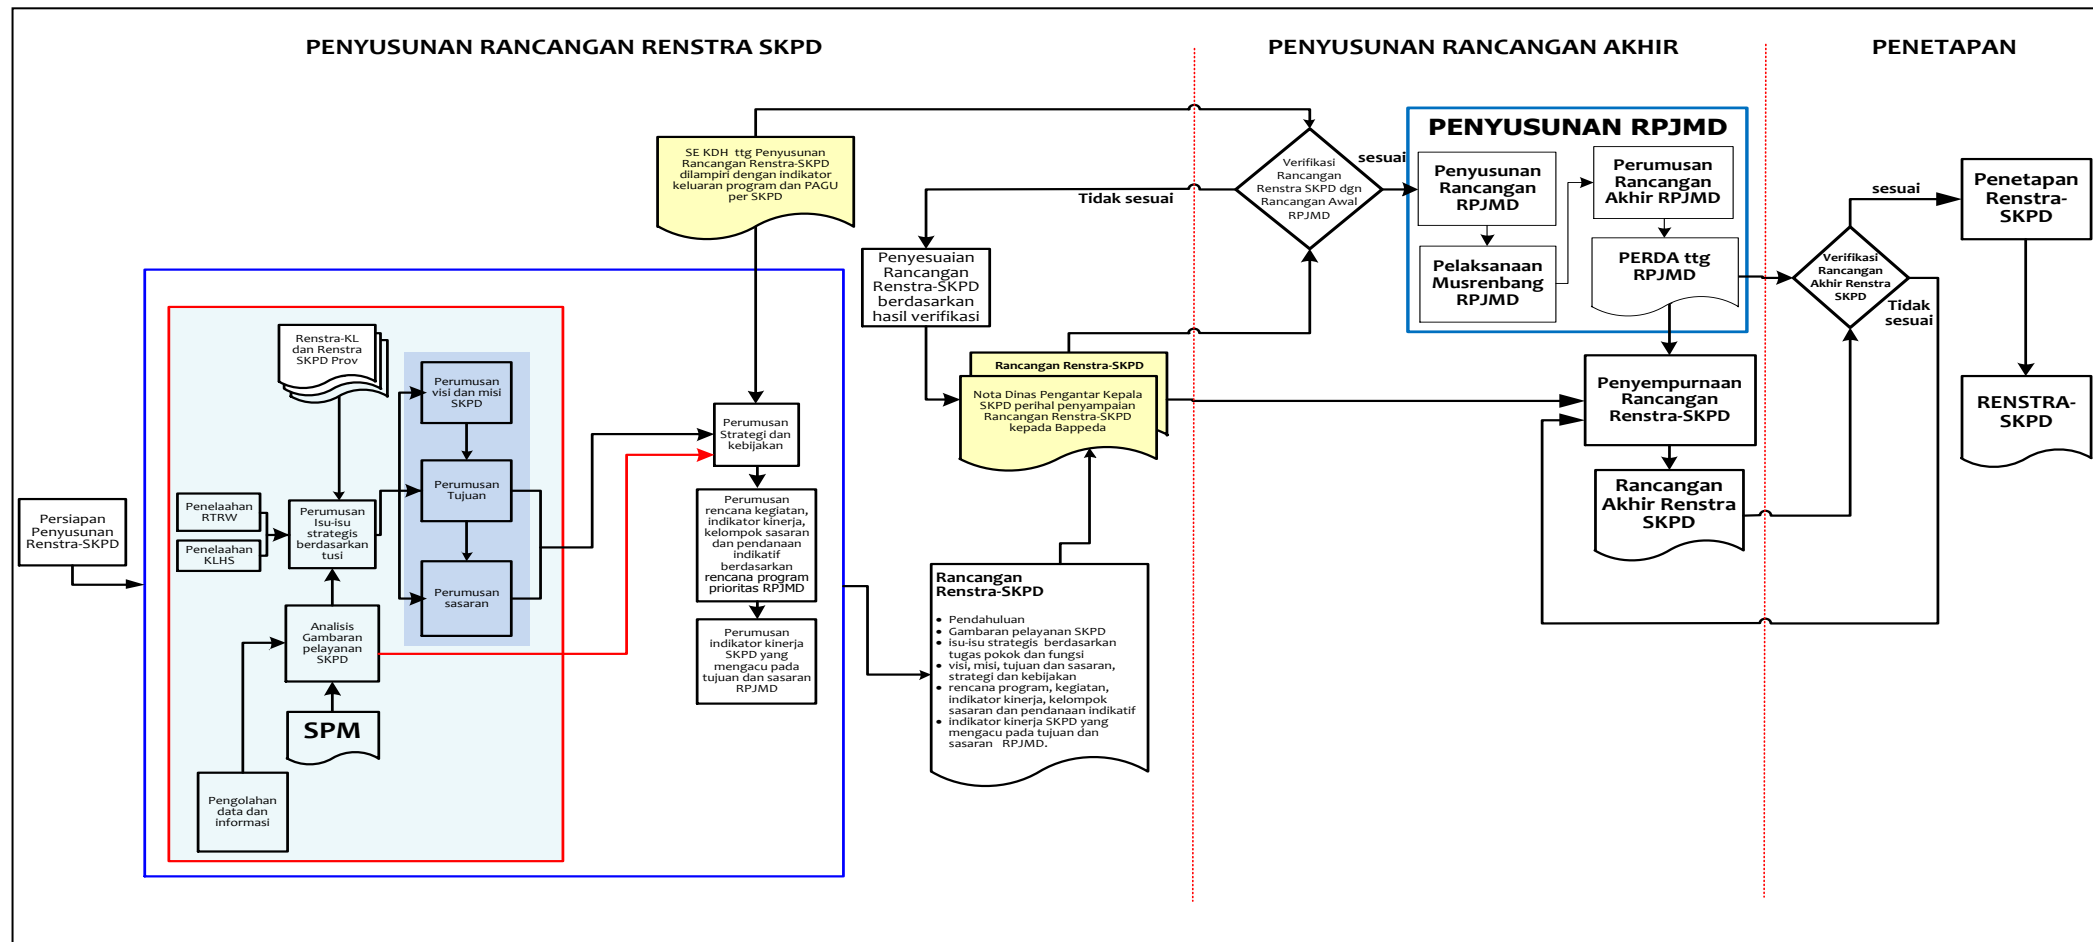 PENYUSUNAN RANCANGAN RENSTRA SKPD
PENYUSUNAN RANCANGAN AKHIR
PENETAPAN
SE KDH ttg Penyusunan
Rancangan Renstra-SKPD
dilampiri dengan indikator
keluaran program dan PAGU
per SKPD
Verifikasi
Rancangan
Renstra SKPD dgn
Rancangan Awal
RPJMD
sesuai
Tidak sesuai
PENYUSUNAN RPJMD
Penyusunan
Rancangan
RPJMD
Perumusan
Rancangan
Akhir RPJMD
Pelaksanaan
Musrenbang
RPJMD
PERDA ttg
RPJMD
sesuai
Penetapan
Renstra-
SKPD
Verifikasi
Rancangan
Akhir Renstra
SKPD
Tidak
sesuai
RENSTRA-
SKPD
Penyesuaian
Rancangan
Renstra-SKPD
berdasarkan
hasil verifikasi
Rancangan Renstra-SKPD
Nota Dinas Pengantar Kepala
SKPD perihal penyampaian
Rancangan Renstra-SKPD
kepada Bappeda
Penyempurnaan
Rancangan
Renstra-SKPD
Rancangan
Akhir Renstra
SKPD
Persiapan
Penyusunan
Renstra-SKPD
Renstra-KL
dan Renstra
SKPD Prov
Penelaahan
RTRW
Penelaahan
KLHS
Perumusan
Isu-isu
strategis
berdasarkan
tusi
Analisis
Gambaran
pelayanan
SKPD
SPM
Pengolahan
data dan
informasi
Perumusan
visi dan misi
SKPD
Perumusan
Tujuan
Perumusan
sasaran
Perumusan
Strategi dan
kebijakan
Perumusan
rencana kegiatan,
indikator kinerja,
kelompok sasaran
dan pendanaan
indikatif
berdasarkan
rencana program
prioritas RPJMD
Perumusan
indikator kinerja
SKPD yang
mengacu pada
tujuan dan sasaran
RPJMD
Rancangan
Renstra-SKPD
• Pendahuluan
• Gambaran pelayanan SKPD
• isu-isu strategis berdasarkan
tugas pokok dan fungsi
• visi, misi, tujuan dan sasaran,
strategi dan kebijakan
• rencana program, kegiatan,
indikator kinerja, kelompok
sasaran dan pendanaan indikatif
• indikator kinerja SKPD yang
mengacu pada tujuan dan
sasaran RPJMD.